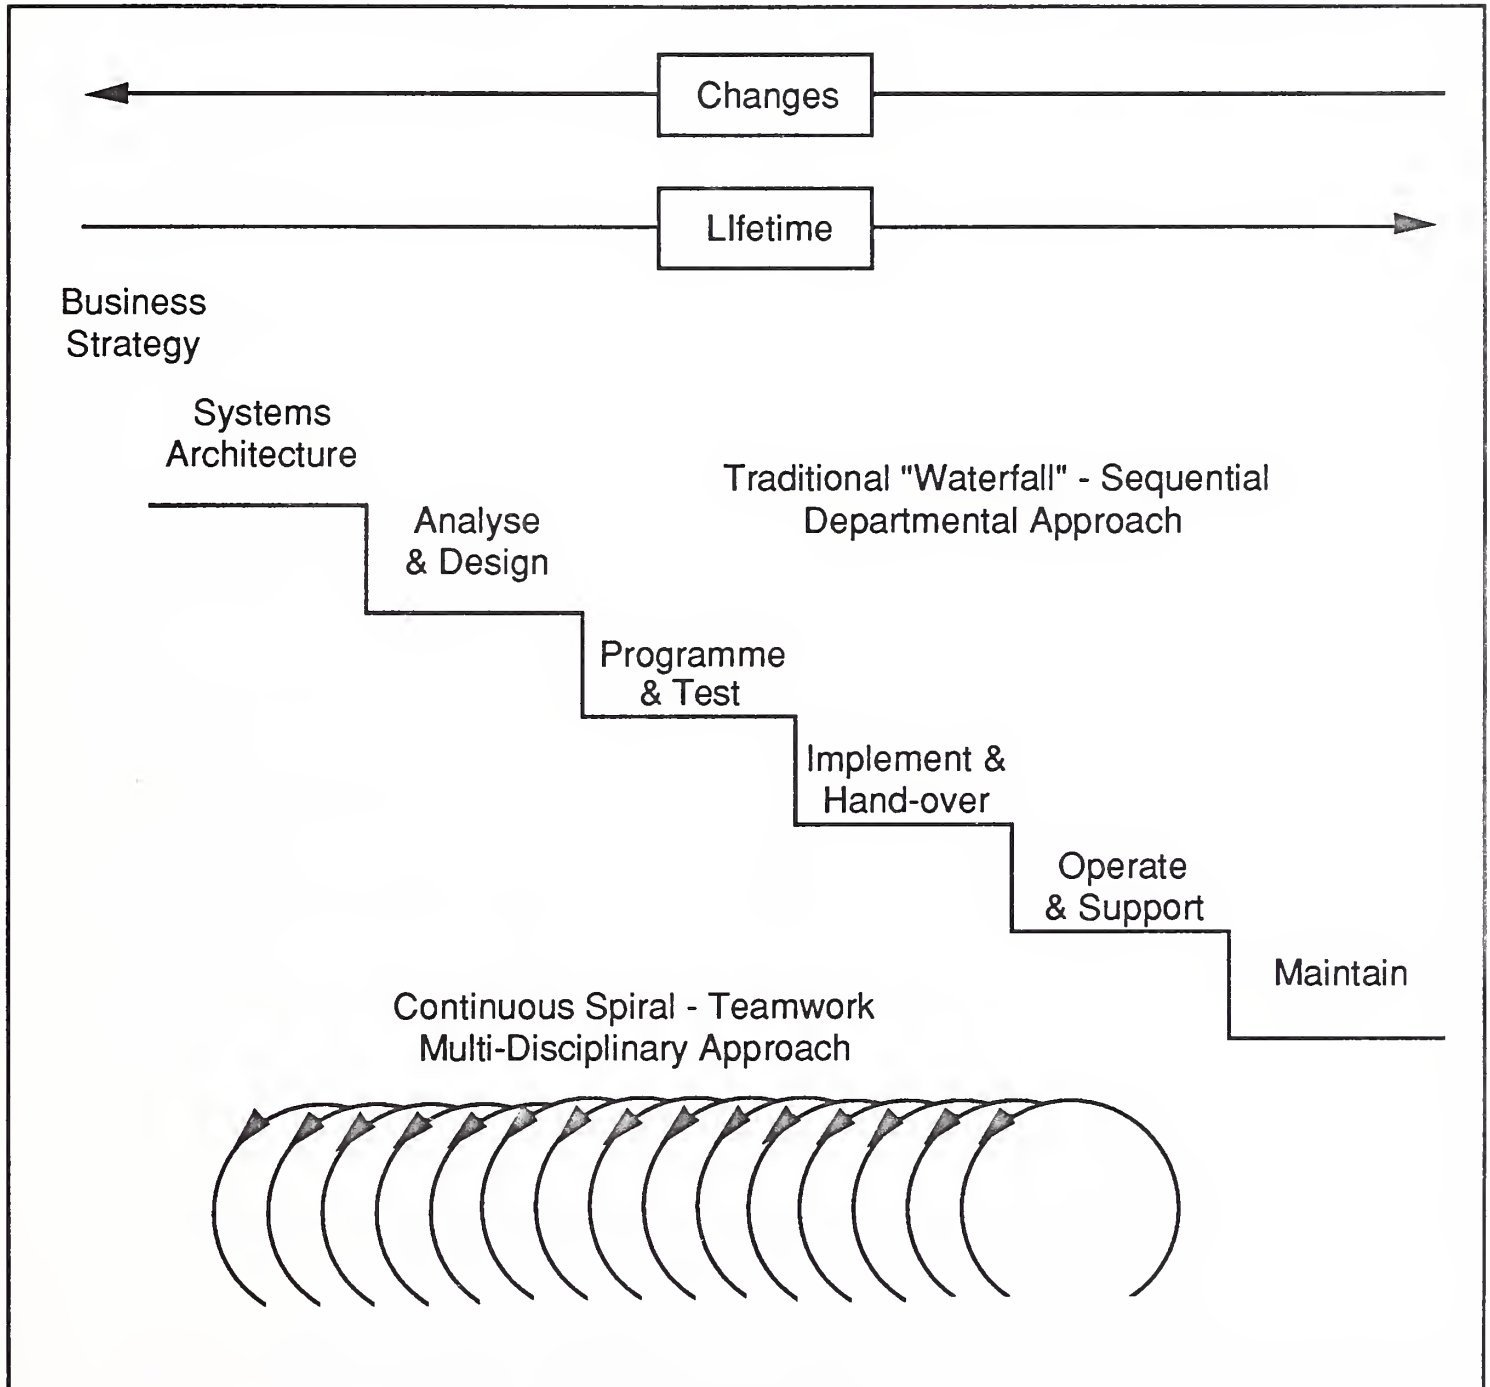 Changes
LIfetime
Business
Strategy
Systems
Architecture
Traditional "Waterfall" - Sequential
Departmental Approach
Analyse
& Design
Programme
& Test
Implement &
Hand-over
Operate
& Support
Maintain
Continuous Spiral - Teamwork
Multi-Disciplinary Approach